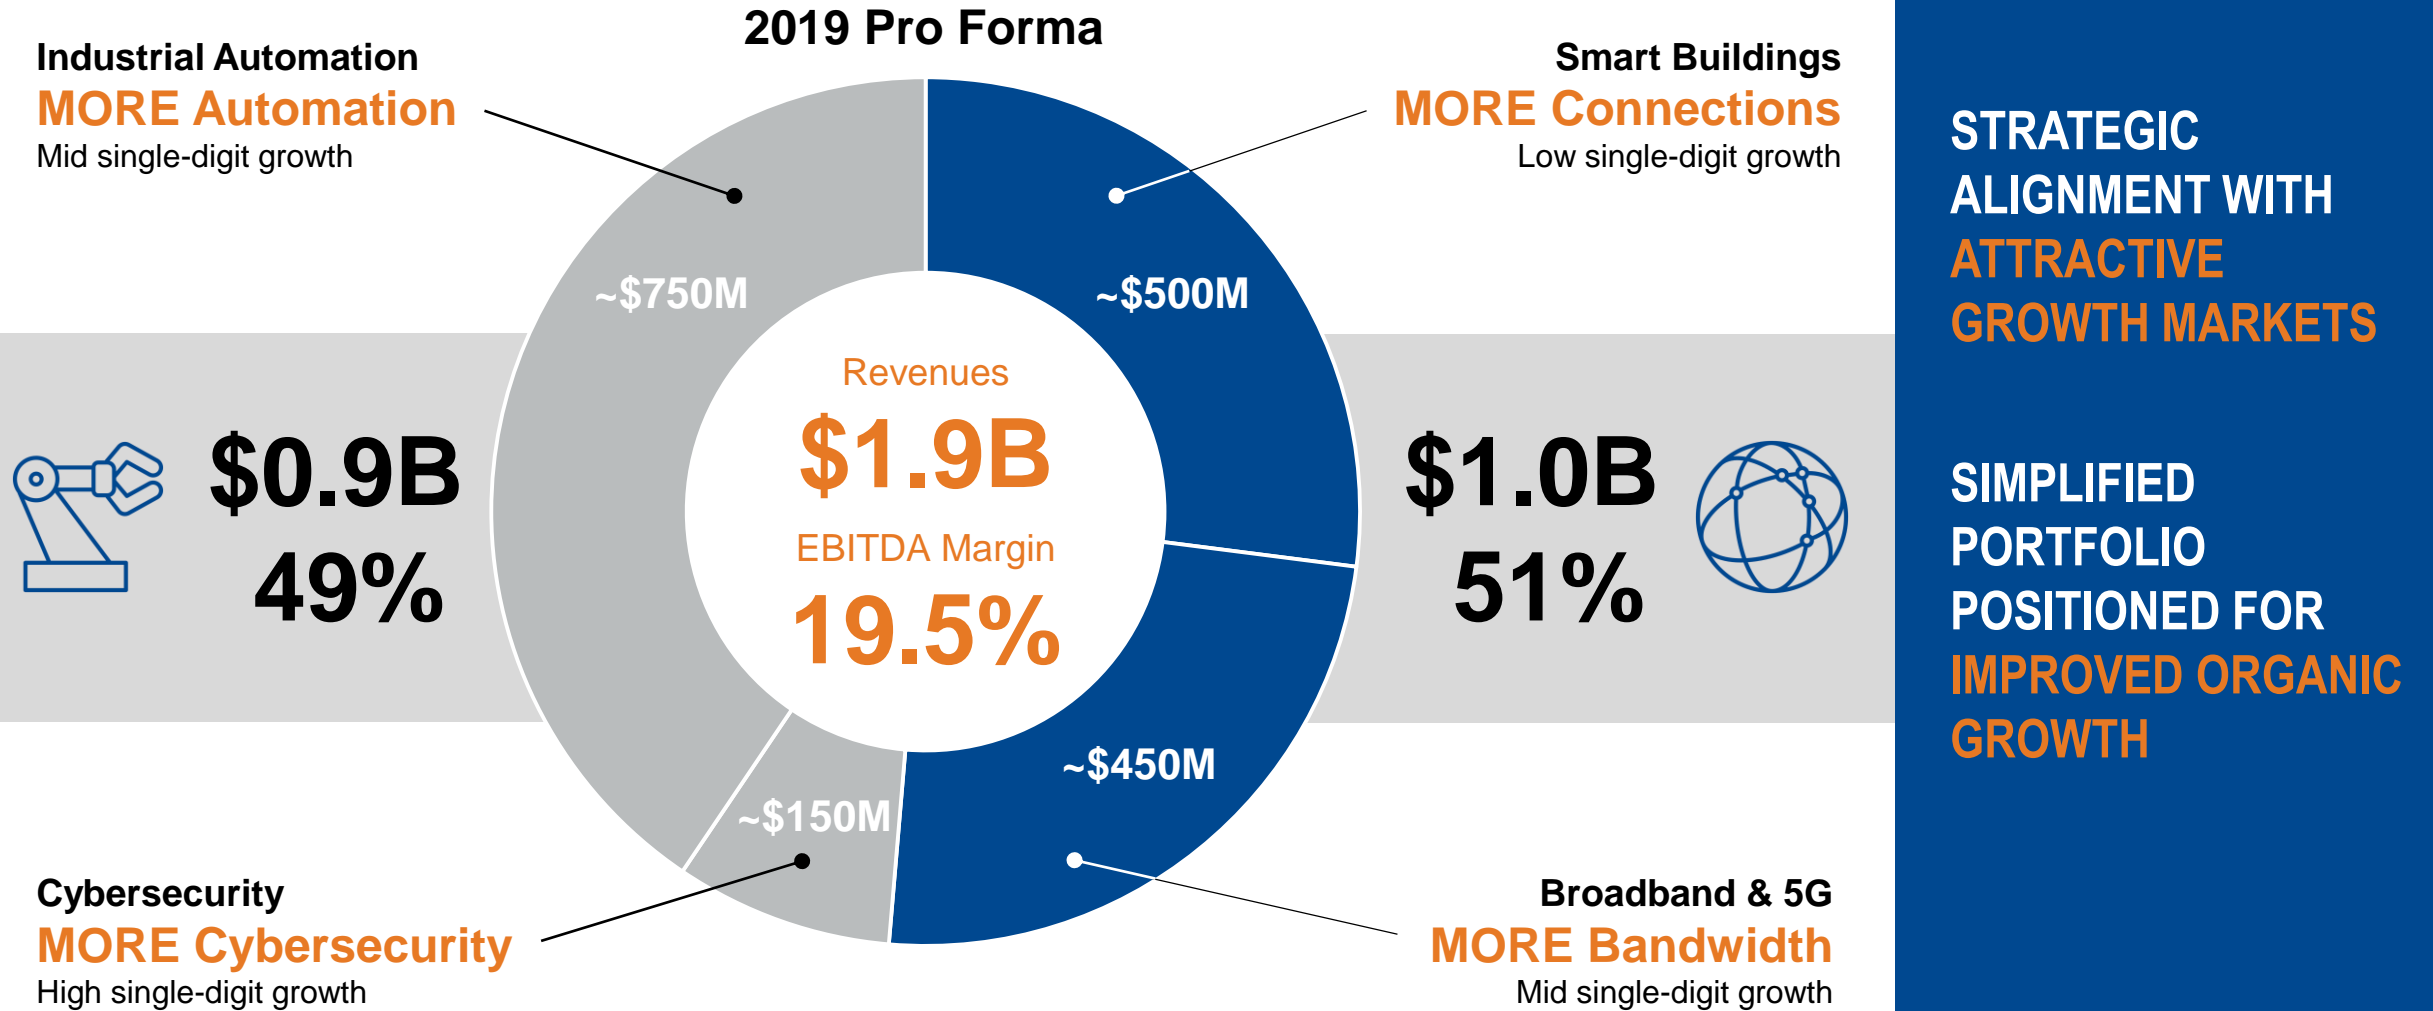 2019 Pro Forma
Industrial Automation
MORE Automation
Mid single-digit growth
Smart Buildings
MORE Connections
Low single-digit growth
~$750M
~$500M
$0.9B
49%
Revenues
$1.9B
EBITDA Margin
19.5%
$1.0B
51%
~$150M
~$450M
Cybersecurity
MORE Cybersecurity
High single-digit growth
Broadband & 5G
MORE Bandwidth
Mid single-digit growth
STRATEGIC
ALIGNMENT WITH
ATTRACTIVE
GROWTH MARKETS
SIMPLIFIED
PORTFOLIO
POSITIONED FOR
IMPROVED ORGANIC
GROWTH